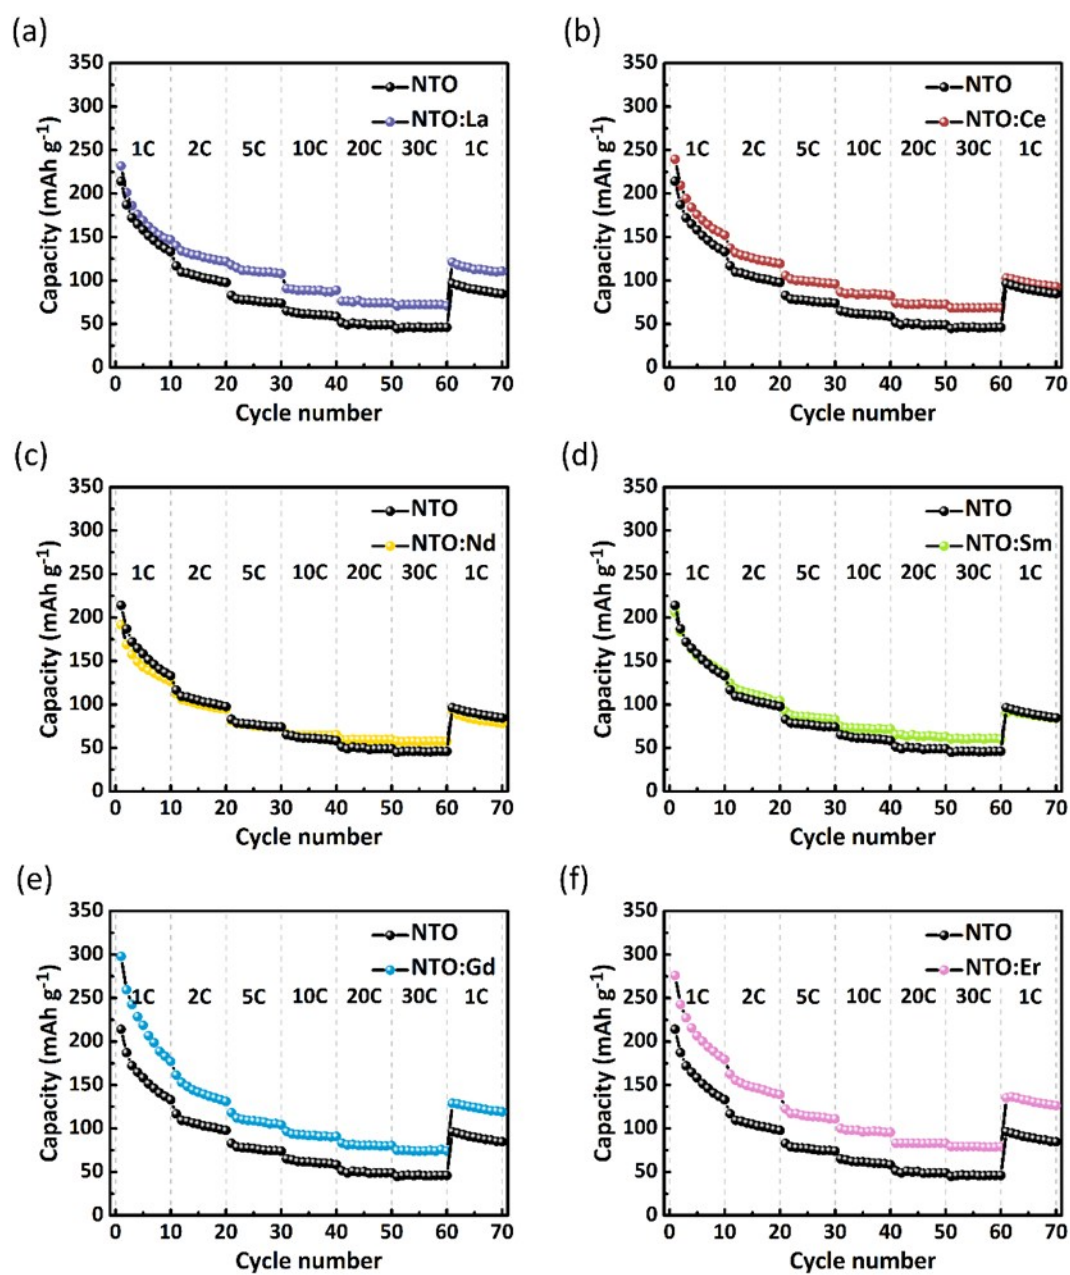 (a)
350
300
250
200
150
100
50
0
Capacity (mAh g⁻¹)
NTO
NTO:La
1C 2C 5C 10C 20C 30C 1C
0 10 20 30 40 50 60 70
Cycle number
(b)
350
300
250
200
150
100
50
0
Capacity (mAh g⁻¹)
NTO
NTO:Ce
1C 2C 5C 10C 20C 30C 1C
0 10 20 30 40 50 60 70
Cycle number
(c)
350
300
250
200
150
100
50
0
Capacity (mAh g⁻¹)
NTO
NTO:Nd
1C 2C 5C 10C 20C 30C 1C
0 10 20 30 40 50 60 70
Cycle number
(d)
350
300
250
200
150
100
50
0
Capacity (mAh g⁻¹)
NTO
NTO:Sm
1C 2C 5C 10C 20C 30C 1C
0 10 20 30 40 50 60 70
Cycle number
(e)
350
300
250
200
150
100
50
0
Capacity (mAh g⁻¹)
NTO
NTO:Gd
1C 2C 5C 10C 20C 30C 1C
0 10 20 30 40 50 60 70
Cycle number
(f)
350
300
250
200
150
100
50
0
Capacity (mAh g⁻¹)
NTO
NTO:Er
1C 2C 5C 10C 20C 30C 1C
0 10 20 30 40 50 60 70
Cycle number